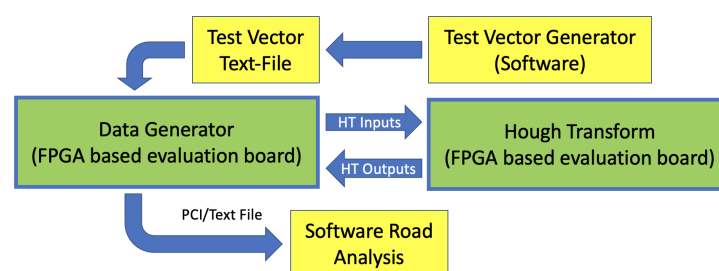 Test Vector
Text-File
Test Vector Generator
(Software)
Data Generator
(FPGA based evaluation board)
HT Inputs
HT Outputs
Hough Transform
(FPGA based evaluation board)
PCI/Text File
Software Road
Analysis